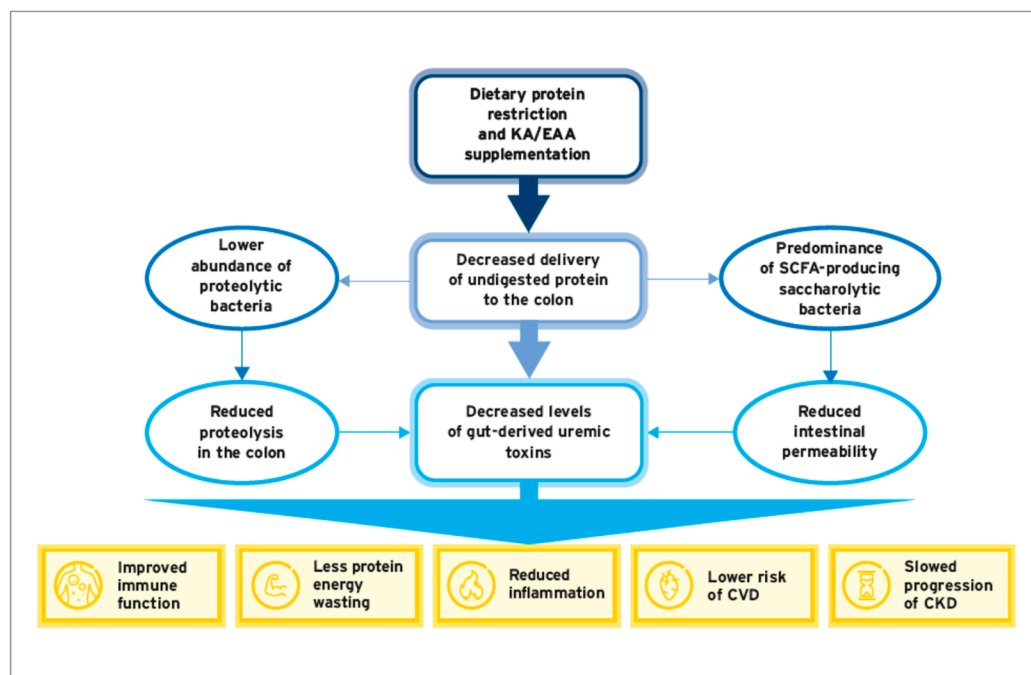 Dietary protein
restriction
and KA/EAA
supplementation
Lower
abundance of
proteolytic
bacteria
Decreased delivery
of undigested protein
to the colon
Predominance
of SCFA-producing
saccharolytic
bacteria
Reduced
proteolysis
in the colon
Decreased levels
of gut-derived uremic
toxins
Reduced
intestinal
permeability
Improved
immune
function
Less protein
energy
wasting
Reduced
inflammation
Lower risk
of CVD
Slowed
progression
of CKD